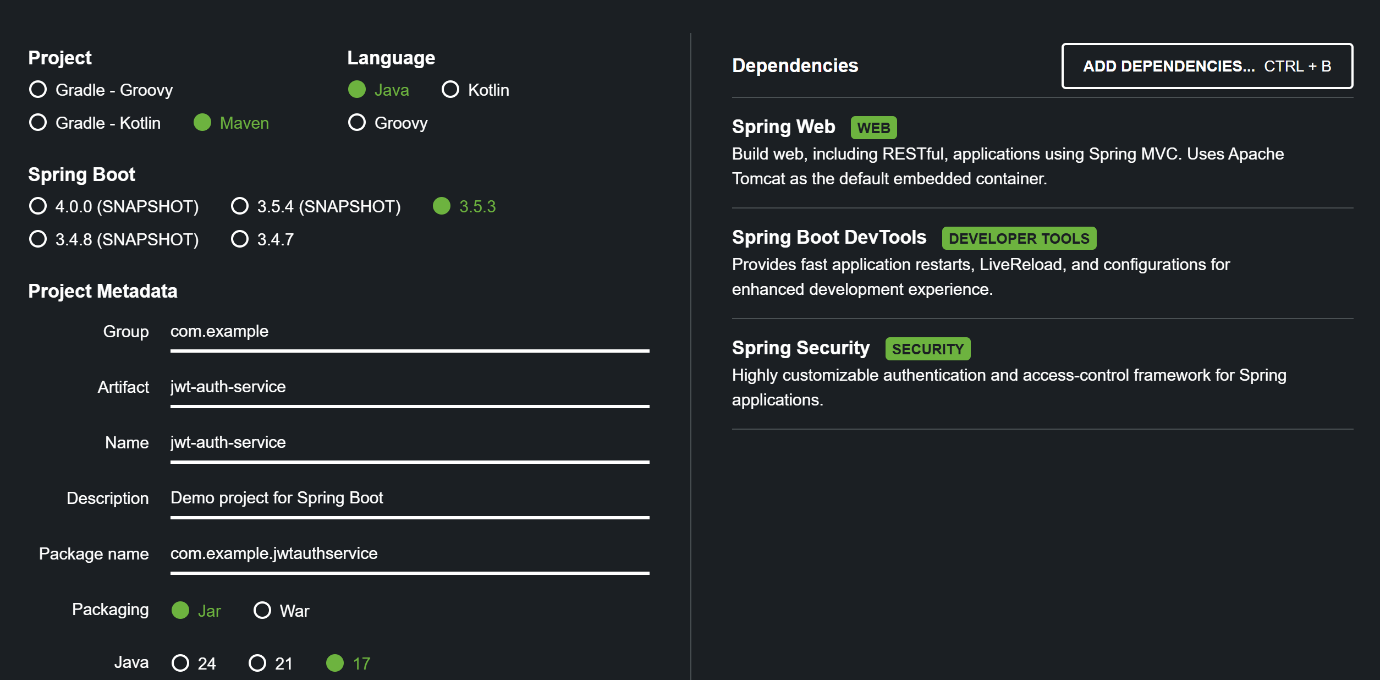 Project
Gradle - Groovy
Gradle - Kotlin Maven
Language
Java Kotlin
Groovy
Spring Boot
4.0.0 (SNAPSHOT) 3.5.4 (SNAPSHOT) 3.5.3
3.4.8 (SNAPSHOT) 3.4.7
Project Metadata
Group com.example
Artifact jwt-auth-service
Name jwt-auth-service
Description Demo project for Spring Boot
Package name com.example.jwtauthservice
Packaging Jar War
Java 24 21 17
Dependencies ADD DEPENDENCIES... CTRL + B
Spring Web WEB
Build web, including RESTful, applications using Spring MVC. Uses Apache
Tomcat as the default embedded container.
Spring Boot DevTools DEVELOPER TOOLS
Provides fast application restarts, LiveReload, and configurations for
enhanced development experience.
Spring Security SECURITY
Highly customizable authentication and access-control framework for Spring
applications.